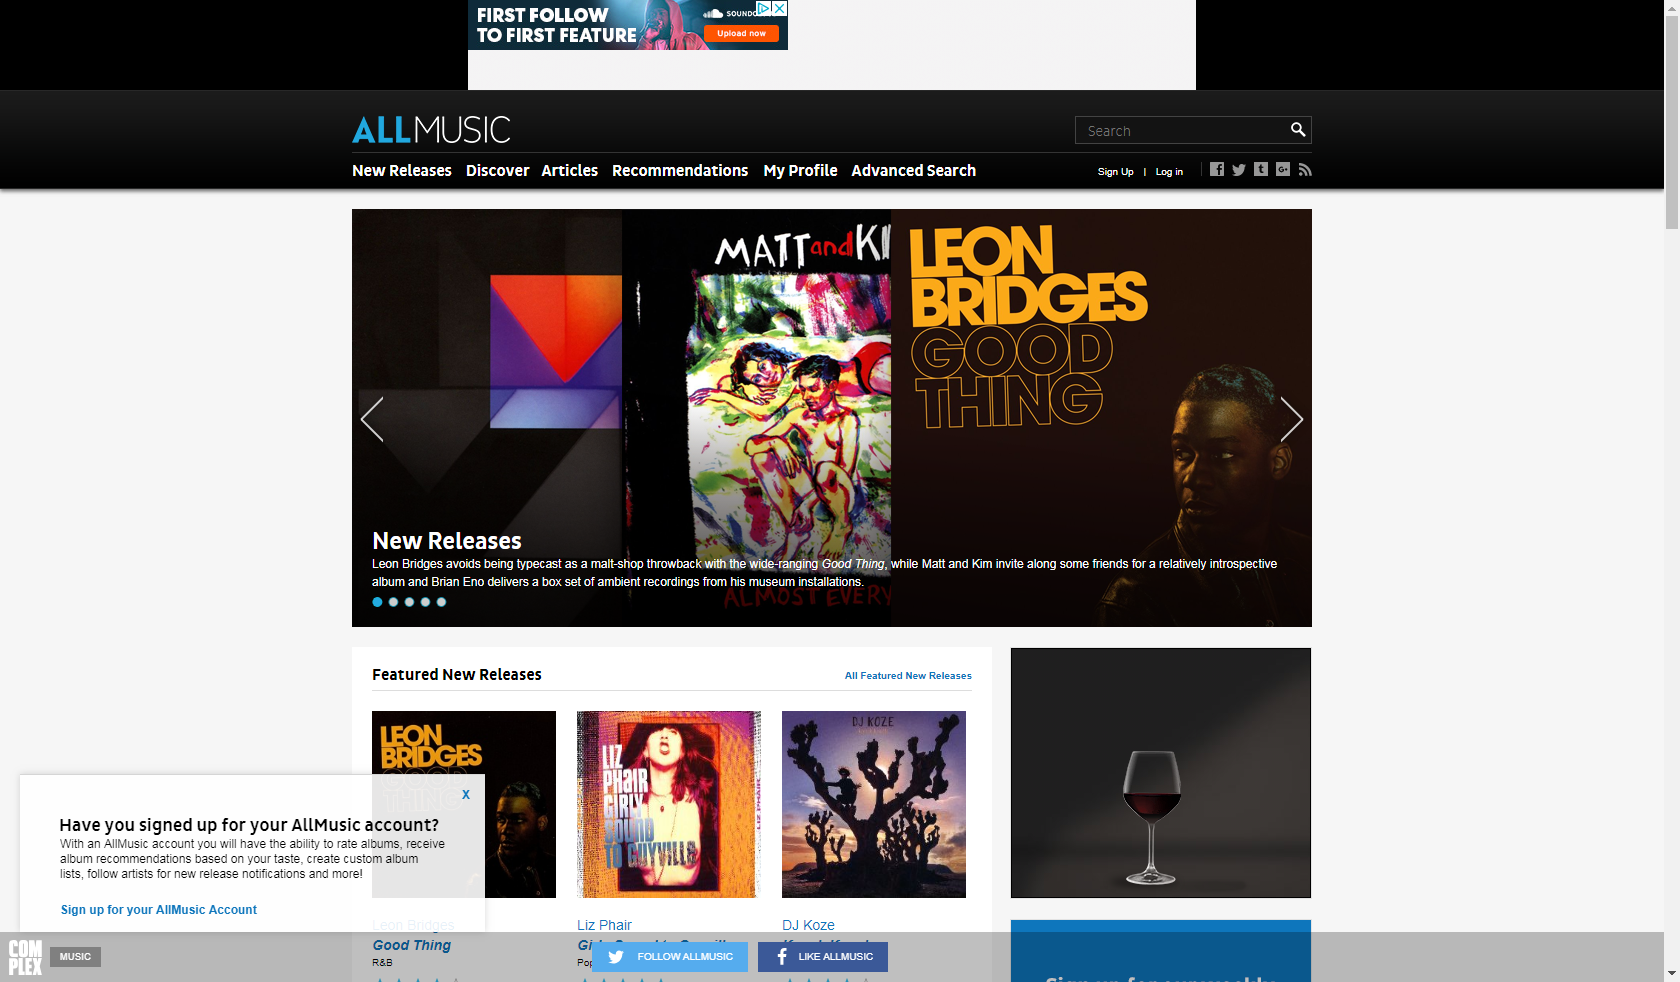 FIRST FOLLOW
TO FIRST FEATURE
Upload now
ALLMUSIC
Search
New Releases Discover Articles Recommendations My Profile Advanced Search
Sign Up | Log in
MATT and KI
LEON
BRIDGES
GOOD
THING
New Releases
Leon Bridges avoids being typecast as a malt-shop throwback with the wide-ranging Good Thing, while Matt and Kim invite along some friends for a relatively introspective
album and Brian Eno delivers a box set of ambient recordings from his museum installations.
ALMOST EVERY
Featured New Releases
All Featured New Releases
LEON
BRIDGES
GOOD
THING
LIZ
PHAIR
GIRLY
SOUND
TO GUYVILLE
LIZ PHAIR
DJ KOZE
X
Have you signed up for your AllMusic account?
With an AllMusic account you will have the ability to rate albums, receive
album recommendations based on your taste, create custom album
lists, follow artists for new release notifications and more!
Sign up for your AllMusic Account
Leon Bridges
Good Thing
R&B
Liz Phair
DJ Koze
COM
PLEX
MUSIC
FOLLOW ALLMUSIC
LIKE ALLMUSIC